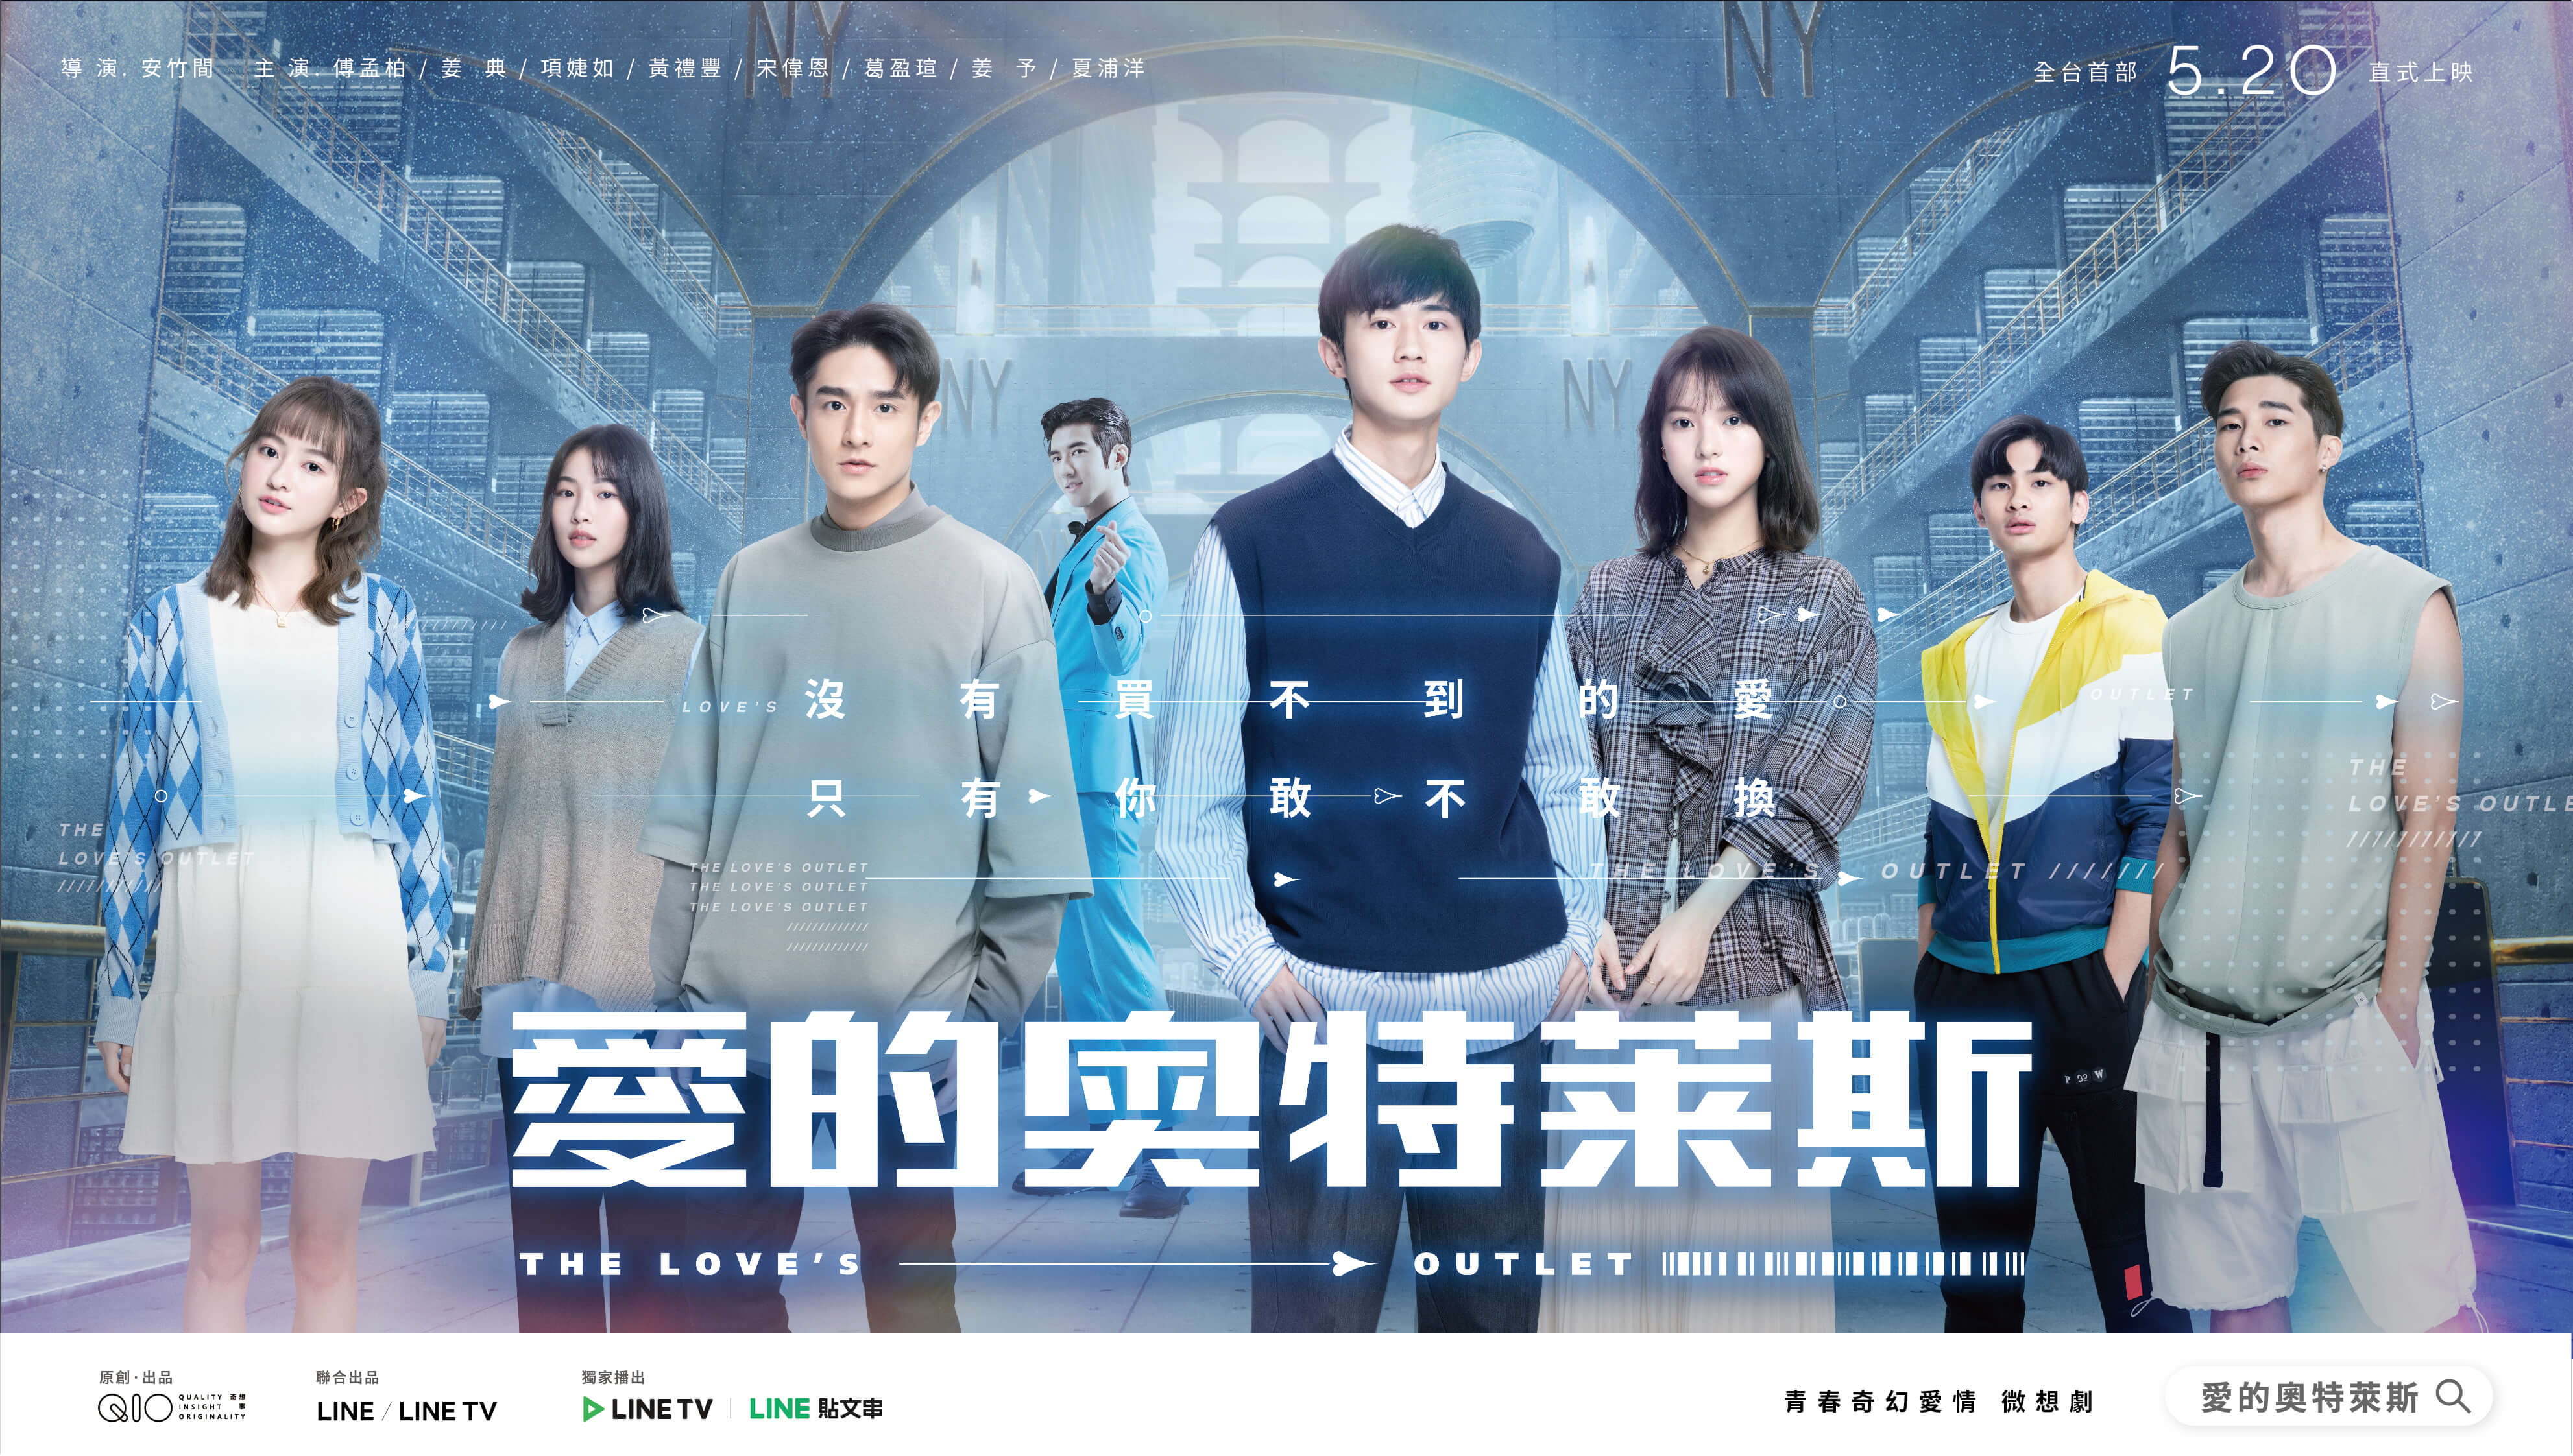 導 演. 安竹間 主 演. 傅孟柏 / 姜 典 / 項婕如 / 黃禮豐 / 宋偉恩 / 葛盈瑄 / 姜 予 / 夏浦洋
全台首部 5.20 直式上映
NY
NY
NY
NY
LOVE'S
沒有買不到的愛
OUTLET
只有你敢不敢換
THE
LOVE'S OUTLE
//////////
THE
LOVE'S OUTLET
THE LOVE'S OUTLET
THE LOVE'S OUTLET
THE LOVE'S OUTLET
THE LOVE'S OUTLET ///////
P 92 W
愛的奧特萊斯
THE LOVE'S OUTLET
原創·出品
QIO QUALITY INSIGHT ORIGINALITY 奇想事
聯合出品
LINE / LINE TV
獨家播出
LINE TV | LINE 貼文串
青春奇幻愛情 微想劇
愛的奧特萊斯